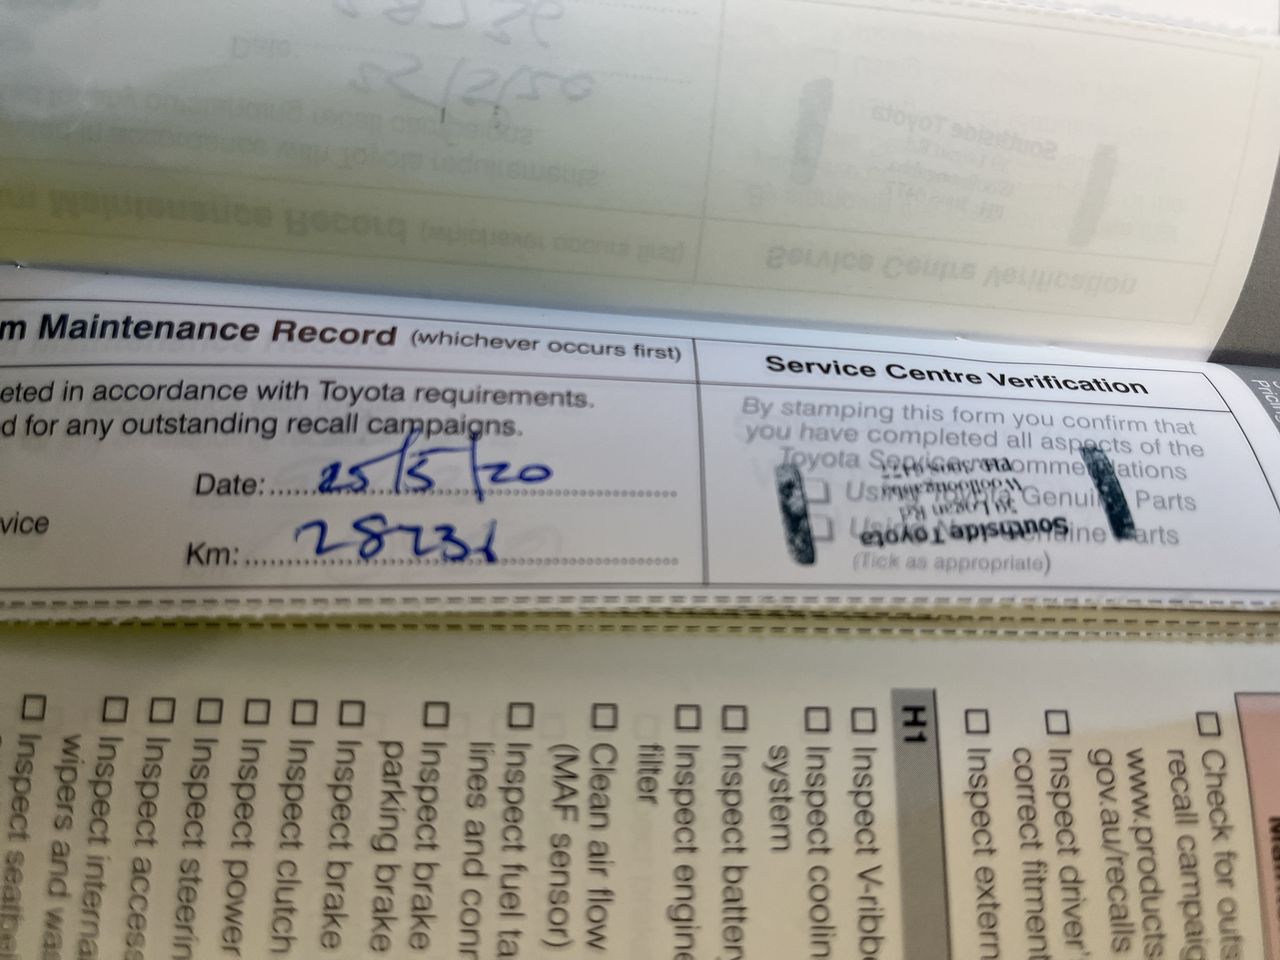 m Maintenance Record (whichever occurs first)
Service Centre Verification
eted in accordance with Toyota requirements.
d for any outstanding recall campaigns.
Date: 25/5/20
vice
Km: 28231
By stamping this form you confirm that
you have completed all aspects of the
Toyota Service
Genuine Parts
(Tick as appropriate)
Southside Toyota
Check for outs
recall campaig
www.products
gov.au/recalls
Inspect driver'
correct fitment
Inspect extern
H1
Inspect V-ribb
Inspect coolin
system
Inspect battery
Inspect engine
filter
Clean air flow
(MAF sensor)
Inspect fuel ta
lines and conn
Inspect brake
parking brake
Inspect brake
Inspect clutch
Inspect power
Inspect steerin
Inspect access
Inspect interna
wipers and was
Inspect seatbel